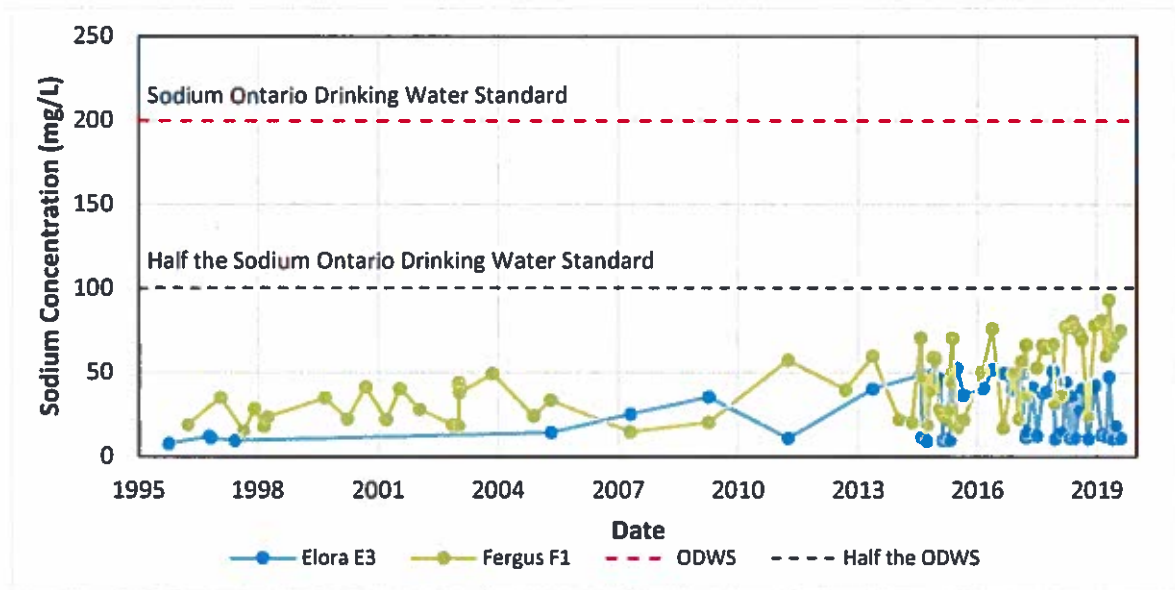 250
Sodium Ontario Drinking Water Standard
200
150
Half the Sodium Ontario Drinking Water Standard
100
50
0
Sodium Concentration (mg/L)
1995 1998 2001 2004 2007 2010 2013 2016 2019
Date
Elora E3 Fergus F1 ODWS Half the ODWS